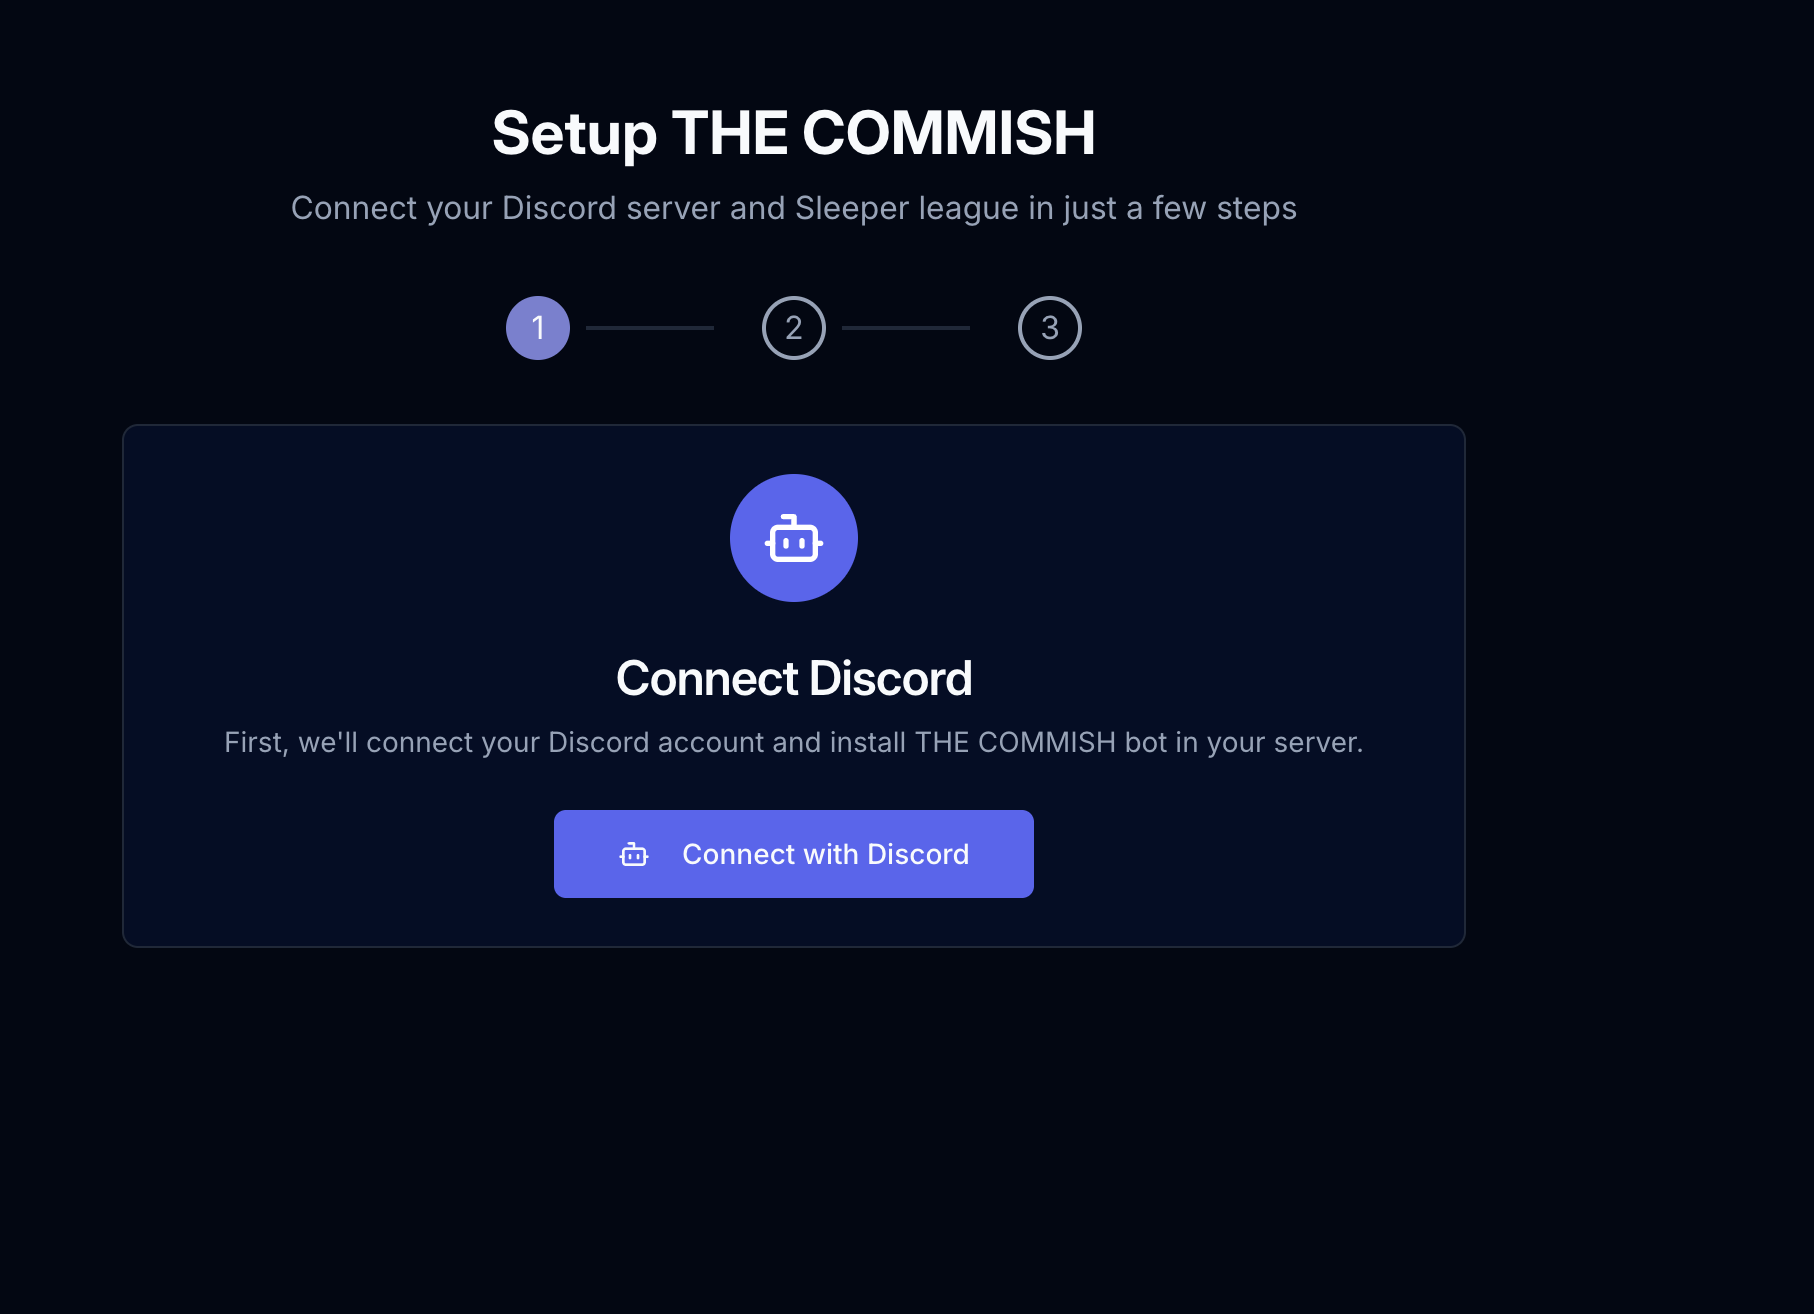 Setup THE COMMISH
Connect your Discord server and Sleeper league in just a few steps
1 2 3
Connect Discord
First, we'll connect your Discord account and install THE COMMISH bot in your server.
Connect with Discord